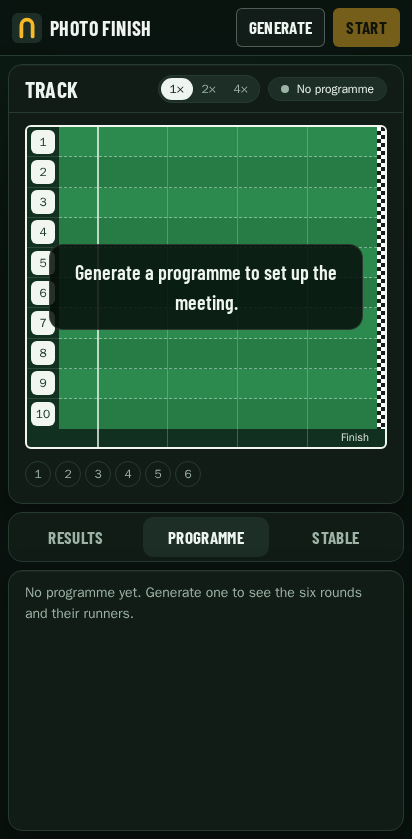 PHOTO FINISH
GENERATE
START
TRACK
1×
2×
4×
No programme
1
2
3
4
5
6
7
8
9
10
Generate a programme to set up the
meeting.
Finish
1 2 3 4 5 6
RESULTS
PROGRAMME
STABLE
No programme yet. Generate one to see the six rounds
and their runners.